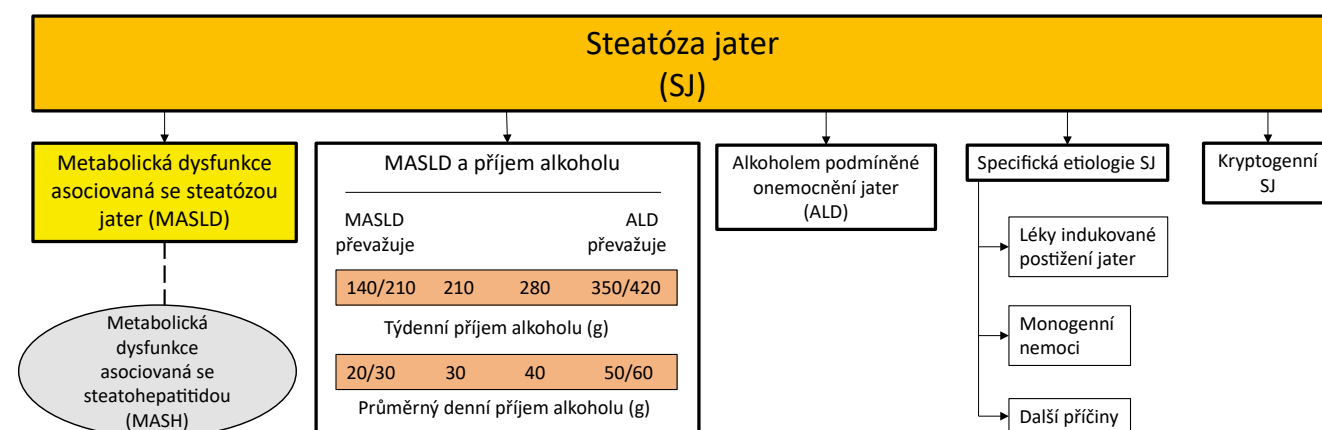 Steatóza jater
(SJ)
Metabolická dysfunkce
asociovaná se steatózou
jater (MASLD)
Metabolická
dysfunkce
asociovaná se
steatohepatitidou
(MASH)
MASLD a příjem alkoholu
MASLD
převažuje
ALD
převažuje
140/210 210 280 350/420
Týdenní příjem alkoholu (g)
20/30 30 40 50/60
Průměrný denní příjem alkoholu (g)
Alkoholem podmíněné
onemocnění jater
(ALD)
Specifická etiologie SJ
Léky indukované
postižení jater
Monogenní
nemoci
Další příčiny
Kryptogenní
SJ